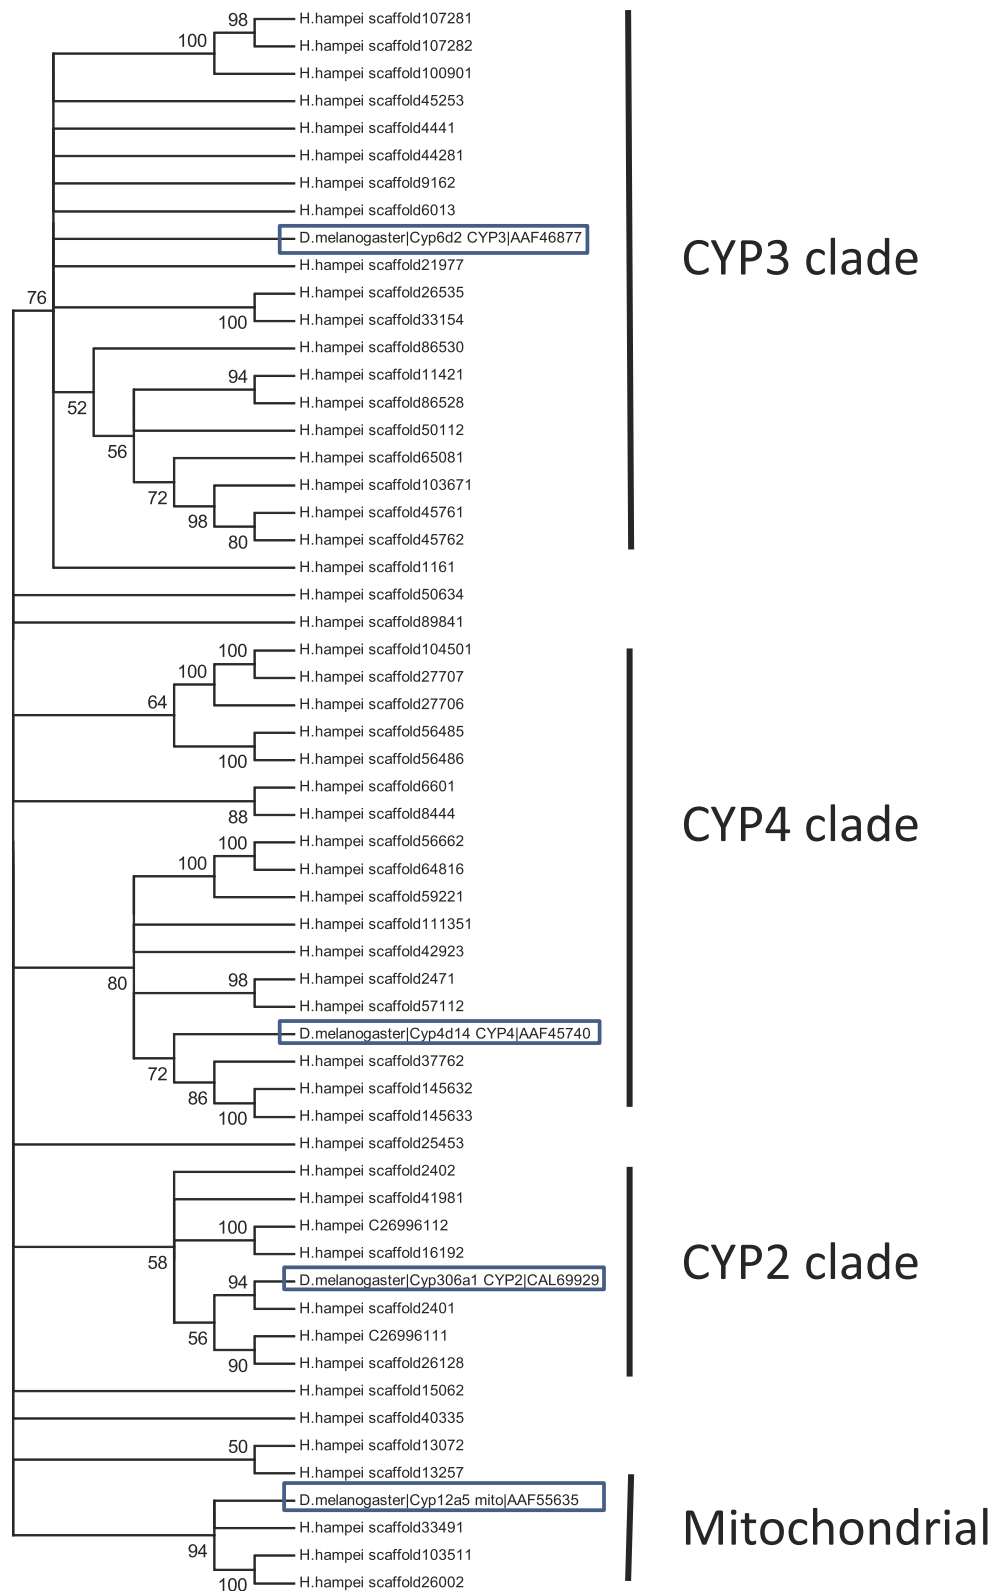 H.hampei scaffold107281
98
H.hampei scaffold107282
100
H.hampei scaffold100901
H.hampei scaffold45253
H.hampei scaffold4441
H.hampei scaffold44281
H.hampei scaffold9162
H.hampei scaffold6013
D.melanogaster|Cyp6d2 CYP3|AAF46877
CYP3 clade
H.hampei scaffold21977
H.hampei scaffold26535
76
H.hampei scaffold33154
100
H.hampei scaffold86530
H.hampei scaffold11421
94
H.hampei scaffold86528
52
H.hampei scaffold50112
56
H.hampei scaffold65081
H.hampei scaffold103671
72
H.hampei scaffold45761
98
H.hampei scaffold45762
80
H.hampei scaffold1161
H.hampei scaffold50634
H.hampei scaffold89841
H.hampei scaffold104501
100
H.hampei scaffold27707
100
H.hampei scaffold27706
64
H.hampei scaffold56485
H.hampei scaffold56486
100
H.hampei scaffold6601
H.hampei scaffold8444
88
CYP4 clade
H.hampei scaffold56662
100
H.hampei scaffold64816
100
H.hampei scaffold59221
H.hampei scaffold111351
H.hampei scaffold42923
H.hampei scaffold2471
98
80
H.hampei scaffold57112
D.melanogaster|Cyp4d14 CYP4|AAF45740
H.hampei scaffold37762
72
H.hampei scaffold145632
86
H.hampei scaffold145633
100
H.hampei scaffold25453
H.hampei scaffold2402
H.hampei scaffold41981
H.hampei C26996112
100
H.hampei scaffold16192
58
CYP2 clade
D.melanogaster|Cyp306a1 CYP2|CAL69929
94
H.hampei scaffold2401
H.hampei C26996111
56
H.hampei scaffold26128
90
H.hampei scaffold15062
H.hampei scaffold40335
H.hampei scaffold13072
50
H.hampei scaffold13257
D.melanogaster|Cyp12a5 mito|AAF55635
H.hampei scaffold33491
Mitochondrial
94
H.hampei scaffold103511
H.hampei scaffold26002
100